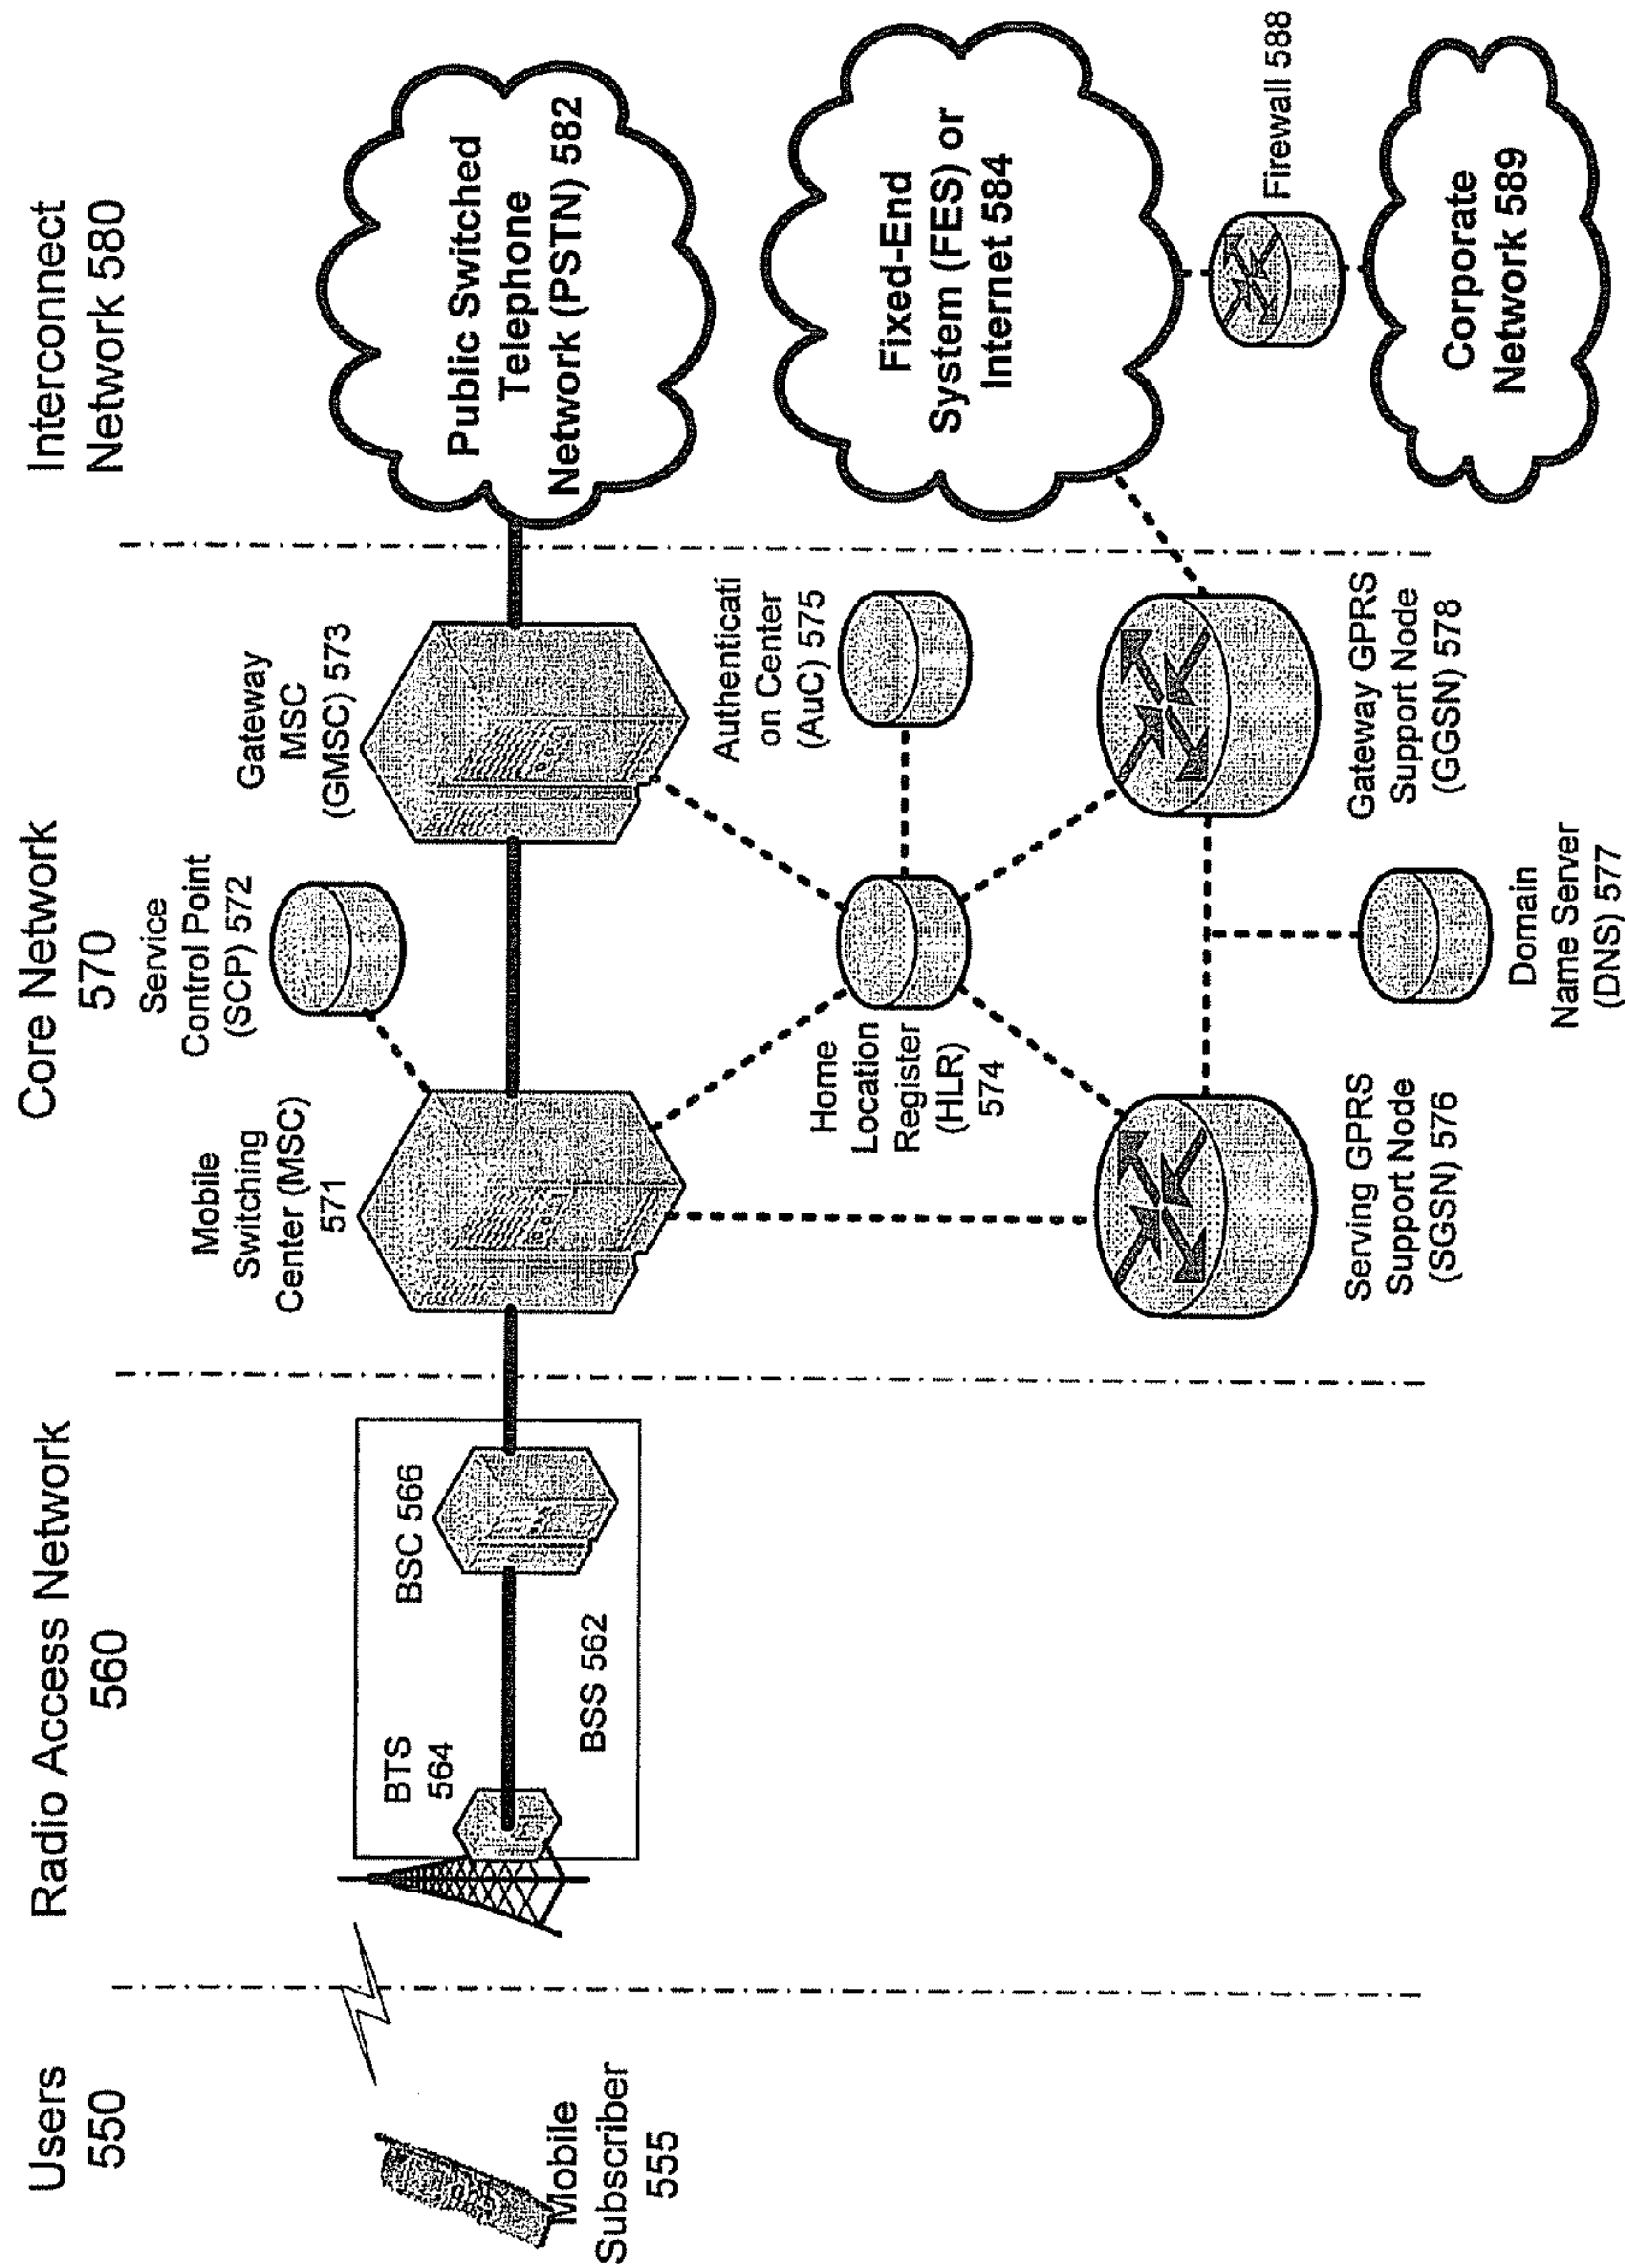 Users
550
Radio Access Network
560
Core Network
570
Interconnect
Network 580
Mobile
Subscriber
555
BTS
564
BSC 566
BSS 562
Mobile
Switching
Center (MSC)
571
Service
Control Point
(SCP) 572
Gateway
MSC
(GMSC) 573
Public Switched
Telephone
Network (PSTN) 582
Home
Location
Register
(HLR)
574
Authenticati
on Center
(AuC) 575
Fixed-End
System (FES) or
Internet 584
Serving GPRS
Support Node
(SGSN) 576
Domain
Name Server
(DNS) 577
Gateway GPRS
Support Node
(GGSN) 578
Firewall 588
Corporate
Network 589